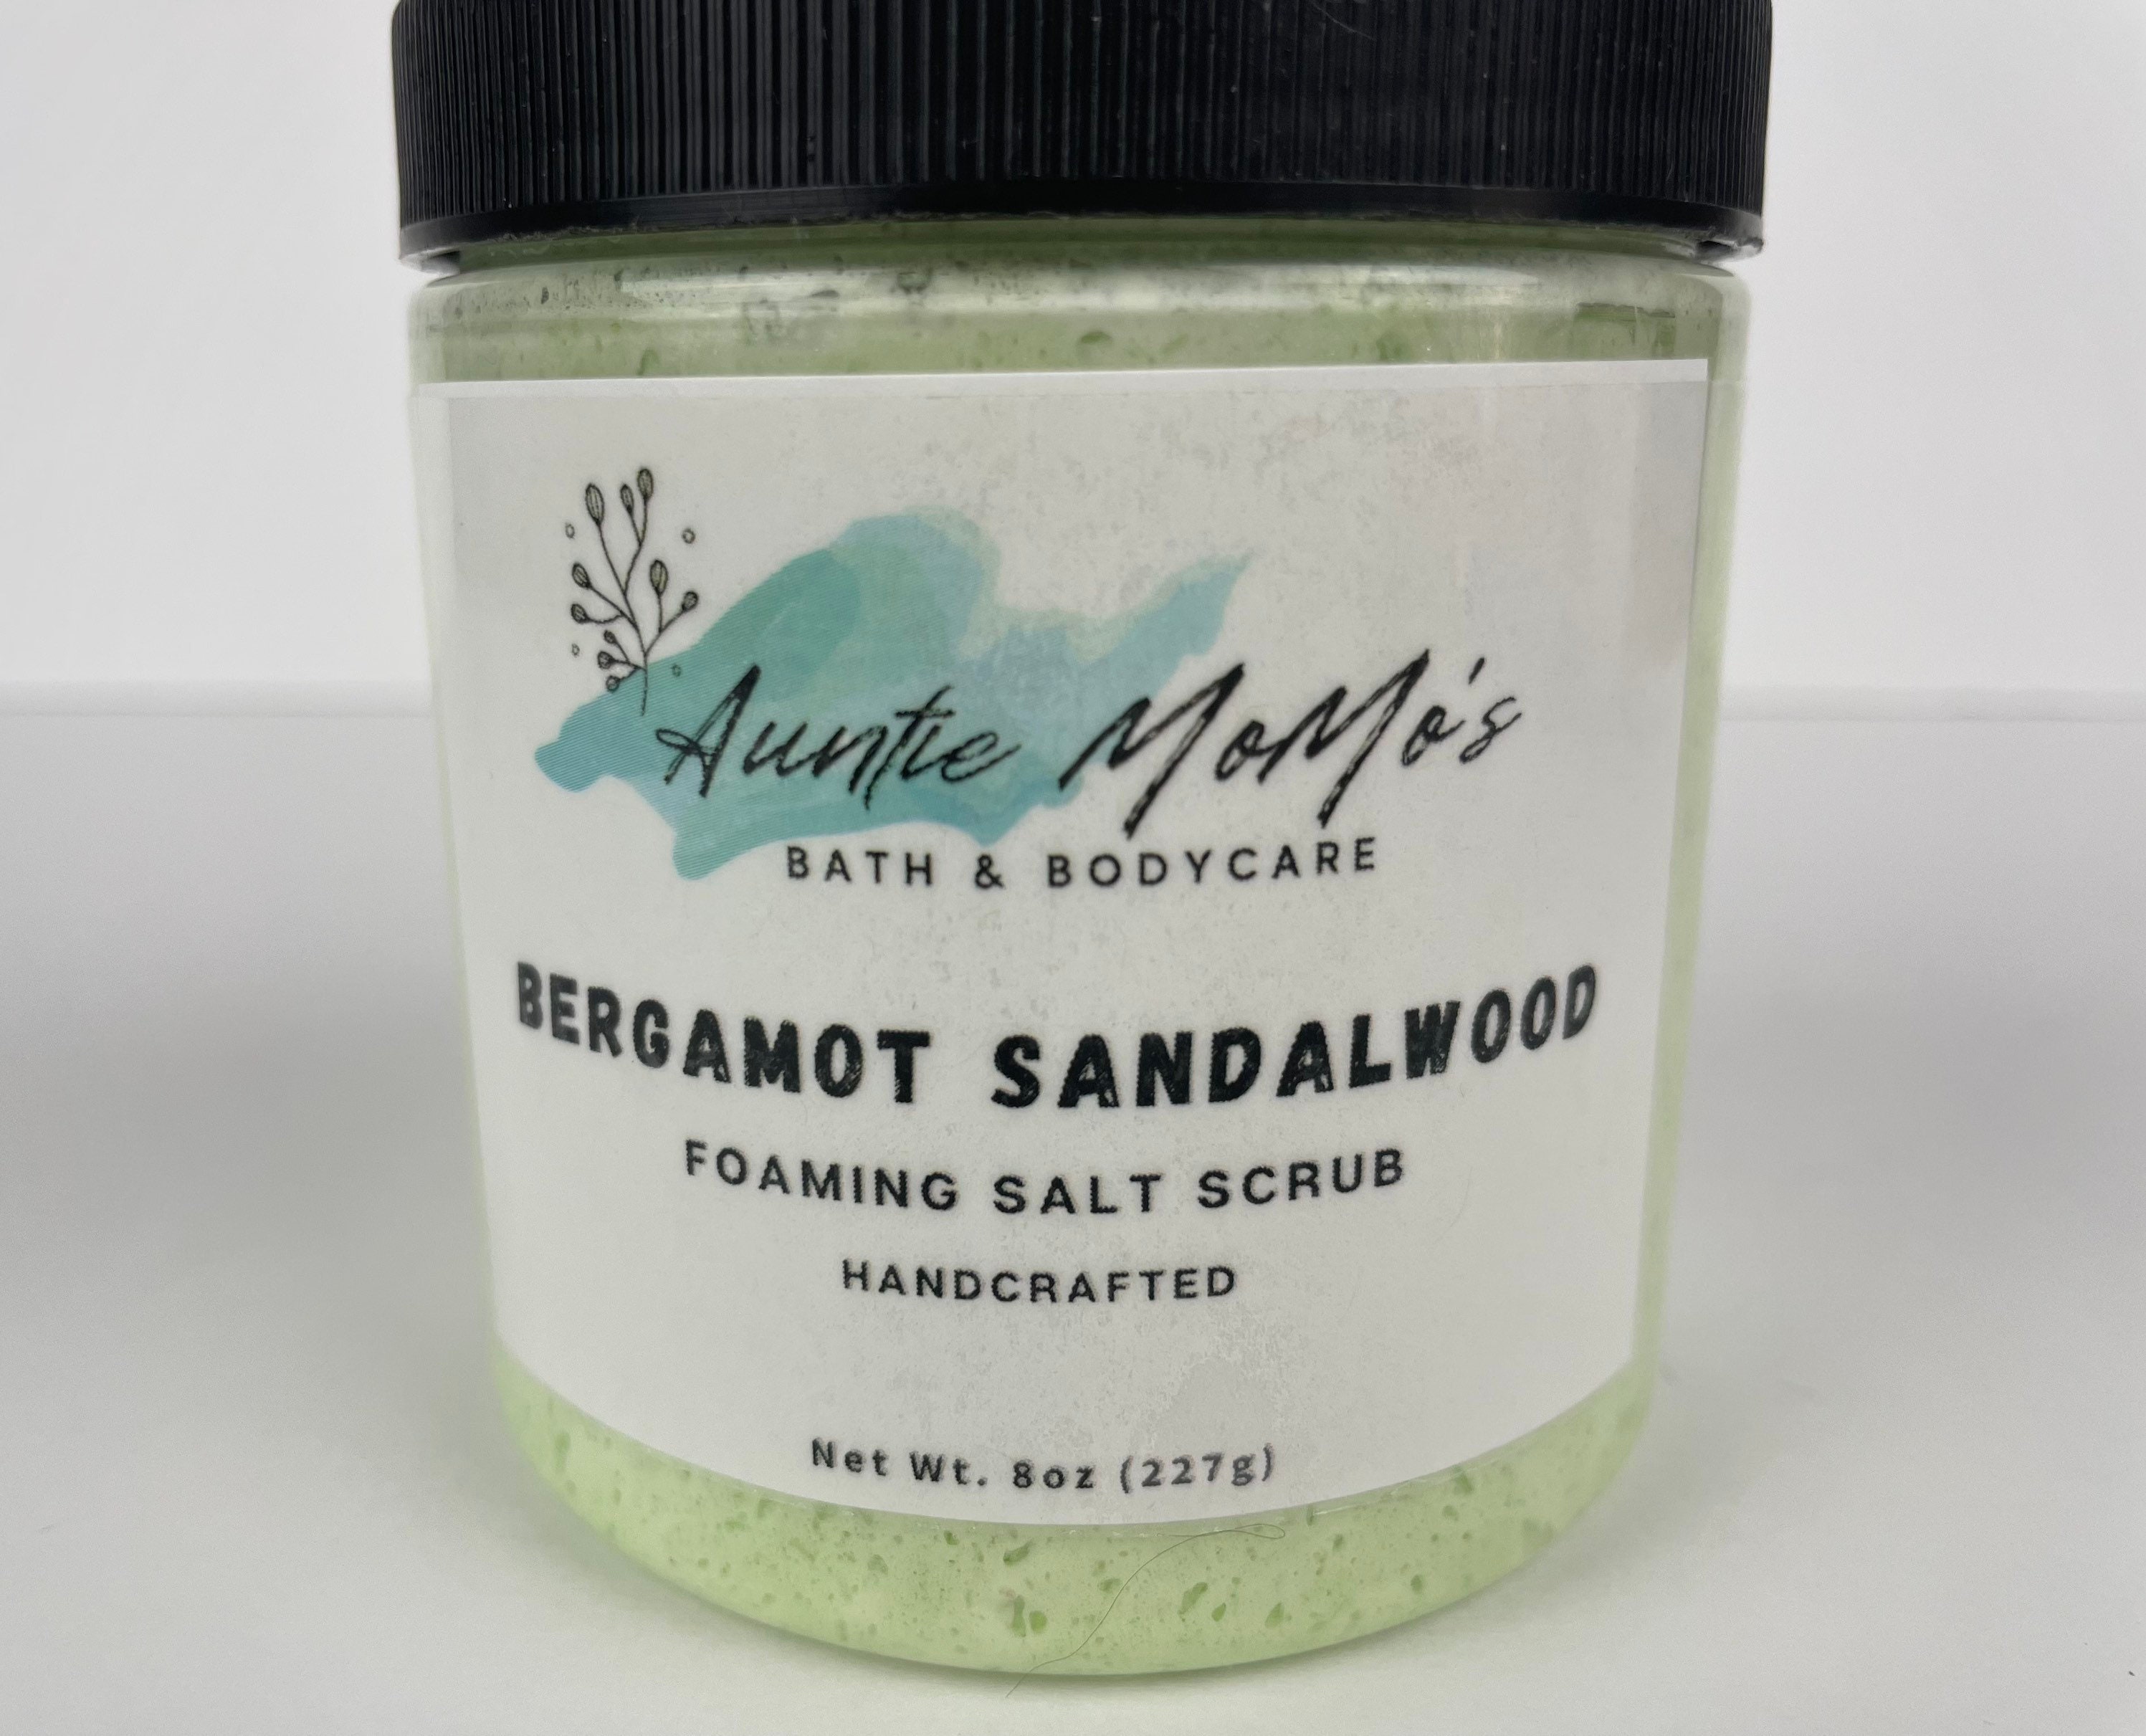 Auntie MoMo's
BATH & BODYCARE
BERGAMOT SANDALWOOD
FOAMING SALT SCRUB
HANDCRAFTED
Net Wt. 8oz (227g)